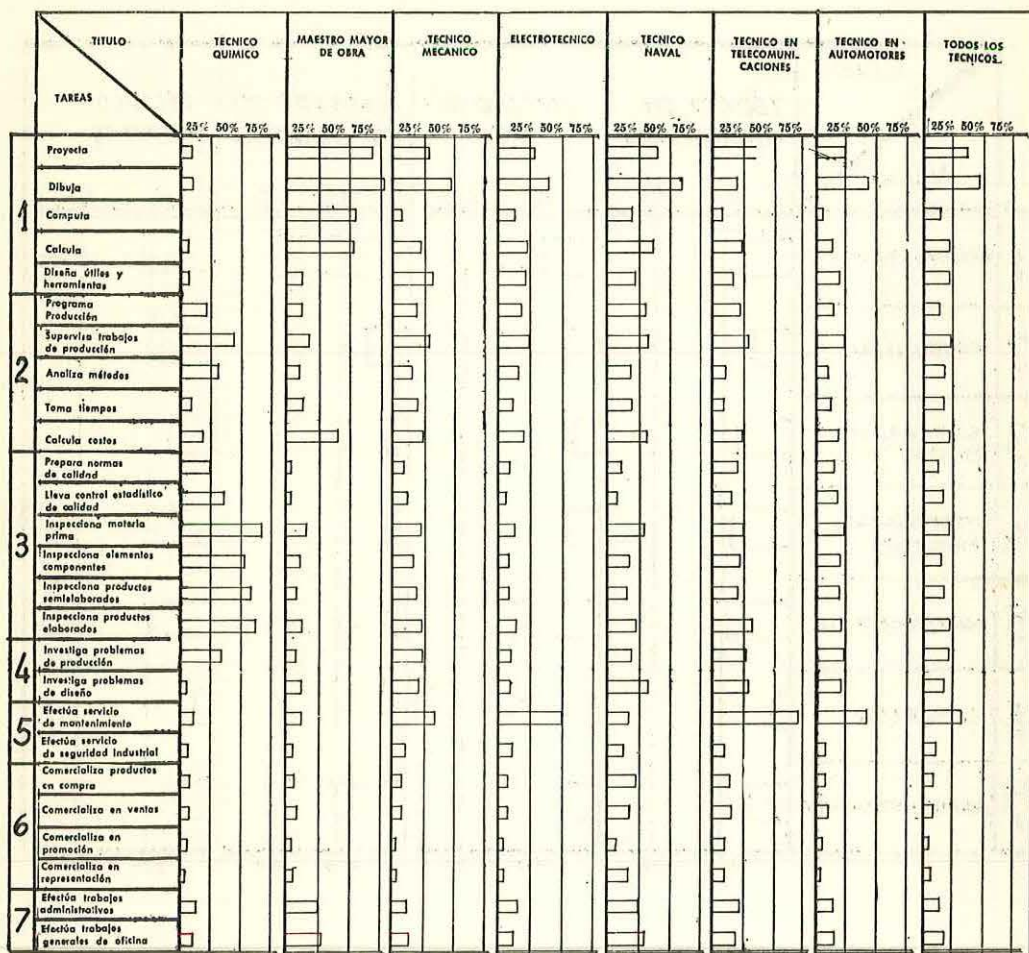 TITULO
TAREAS
TECNICO
QUIMICO
MAESTRO MAYOR
DE OBRA
TECNICO
MECANICO
ELECTROTECNICO
TECNICO
NAVAL
TECNICO EN
TELECOMUNI-
CACIONES
TECNICO EN
AUTOMOTORES
TODOS LOS
TECNICOS
25% 50% 75%
25% 50% 75%
25% 50% 75%
25% 50% 75%
25% 50% 75%
25% 50% 75%
25% 50% 75%
25% 50% 75%
1
Proyecta
Dibuja
Computa
Calcula
Diseña útiles y
herramientas
2
Programa
Producción
Supervisa trabajos
de producción
Analiza métodos
Toma tiempos
Calcula costos
3
Prepara normas
de calidad
Lleva control estadístico
de calidad
Inspecciona materia
prima
Inspecciona elementos
componentes
Inspecciona productos
semielaborados
Inspecciona productos
elaborados
4
Investiga problemas
de producción
Investiga problemas
de diseño
5
Efectúa servicio
de mantenimiento
Efectúa servicio
de seguridad industrial
6
Comercializa productos
en compra
Comercializa en ventas
Comercializa en
promoción
Comercializa en
representación
7
Efectúa trabajos
administrativos
Efectúa trabajos
generales de oficina